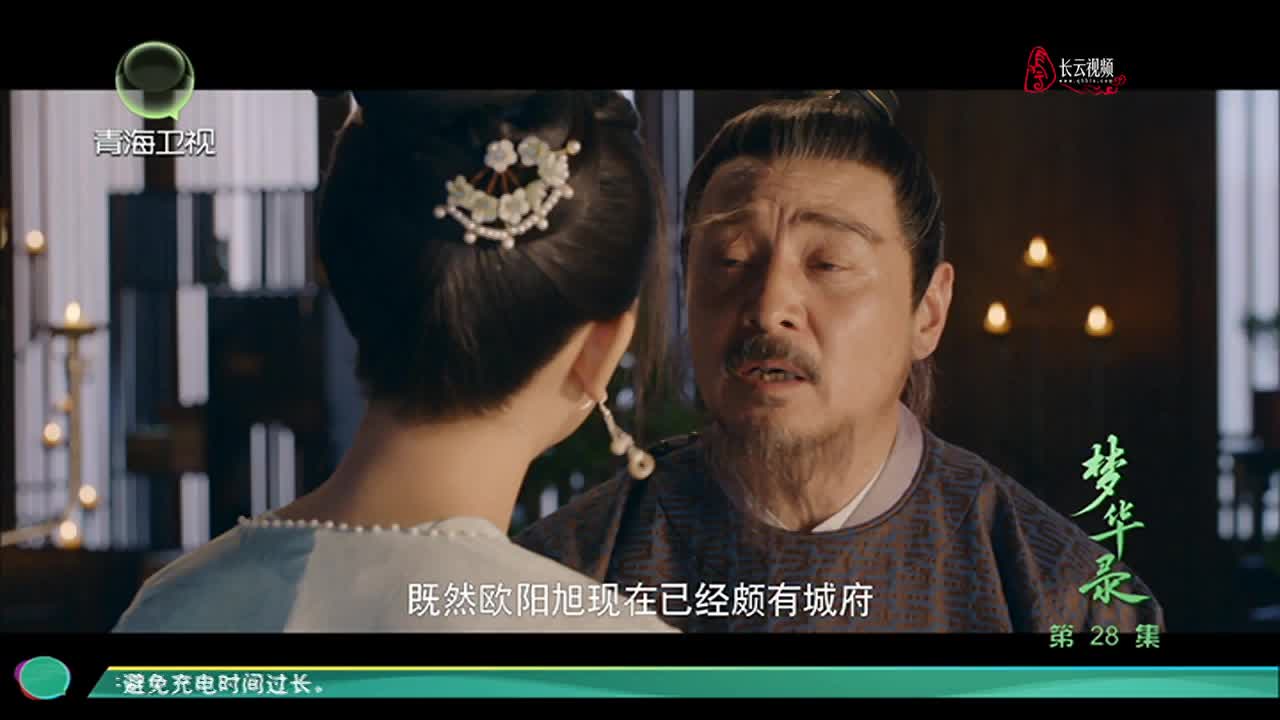 青海卫视
长云视频
梦华录
第 28 集
既然欧阳旭现在已经颇有城府
避免充电时间过长。